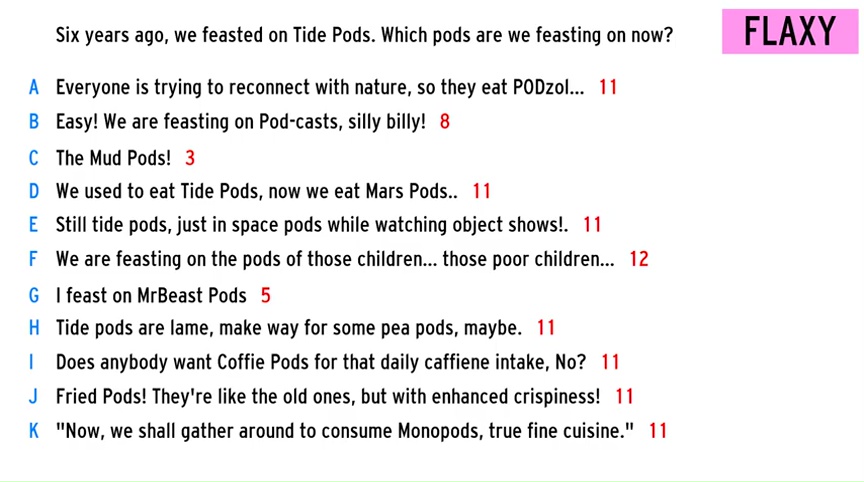 Six years ago, we feasted on Tide Pods. Which pods are we feasting on now?
FLAXY
A Everyone is trying to reconnect with nature, so they eat PODzol... 11
B Easy! We are feasting on Pod-casts, silly billy! 8
C The Mud Pods! 3
D We used to eat Tide Pods, now we eat Mars Pods.. 11
E Still tide pods, just in space pods while watching object shows!. 11
F We are feasting on the pods of those children... those poor children... 12
G I feast on MrBeast Pods 5
H Tide pods are lame, make way for some pea pods, maybe. 11
I Does anybody want Coffie Pods for that daily caffiene intake, No? 11
J Fried Pods! They're like the old ones, but with enhanced crispiness! 11
K "Now, we shall gather around to consume Monopods, true fine cuisine." 11